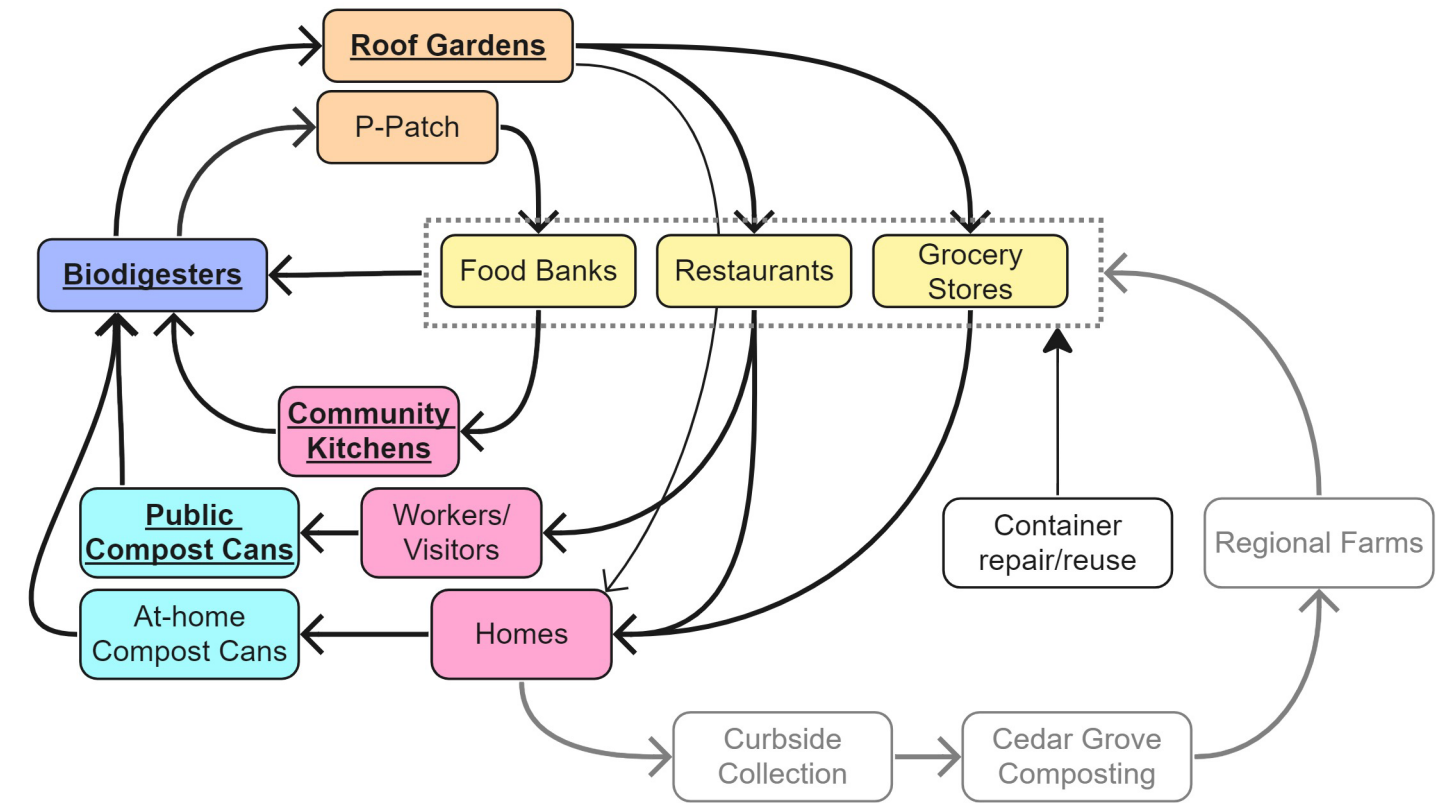 Roof Gardens
P-Patch
Biodigesters
Food Banks
Restaurants
Grocery
Stores
Community
Kitchens
Public
Compost Cans
Workers/
Visitors
Container
repair/reuse
Regional Farms
At-home
Compost Cans
Homes
Curbside
Collection
Cedar Grove
Composting